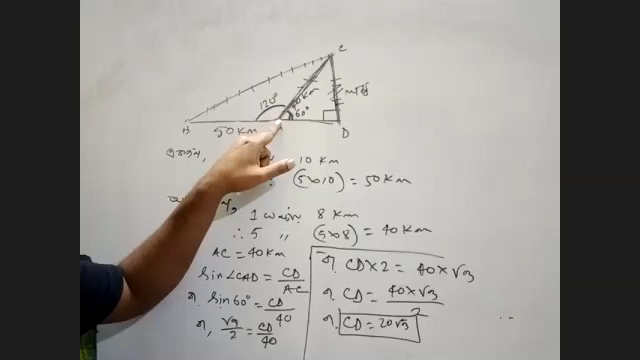 C
120°
60°
B
D
50 KM
10 KM
(5×10) = 50 KM
8 KM
∴ 5 " (5×8) = 40 KM
AC = 40 KM
sin∠CAD = CD/AC
sin 60° = CD/40
√3/2 = CD/40
CD×2 = 40×√3
CD = 40×√3/2
CD = 20√3